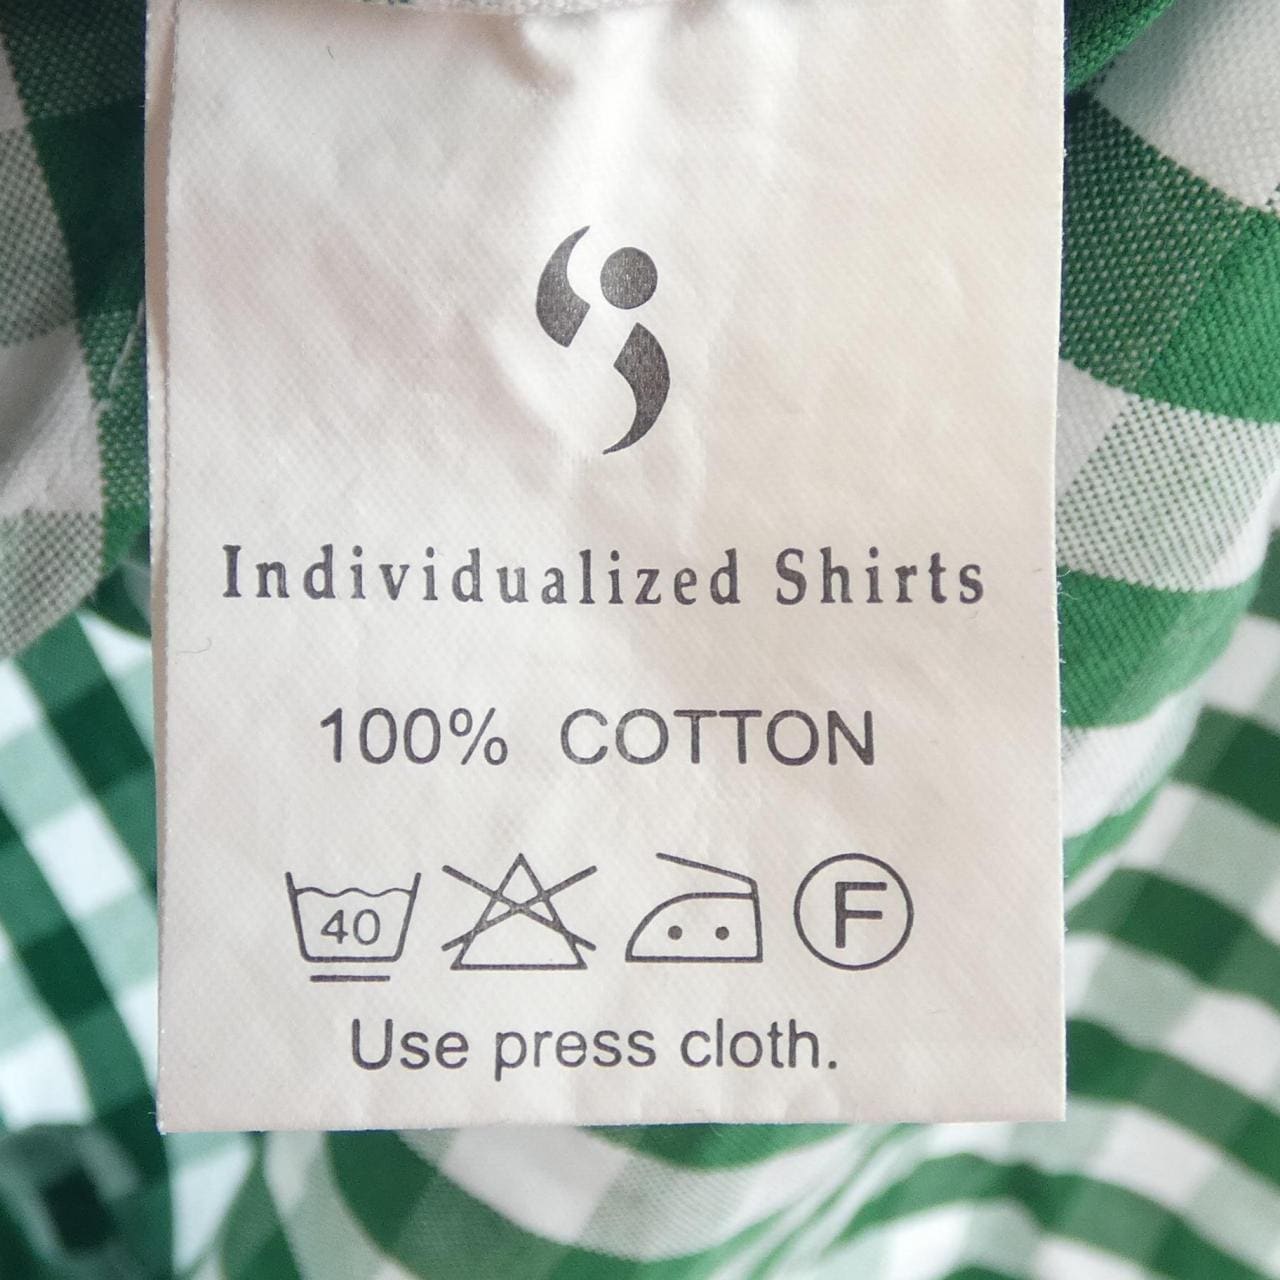 Individualized Shirts
100% COTTON
40 F
Use press cloth.